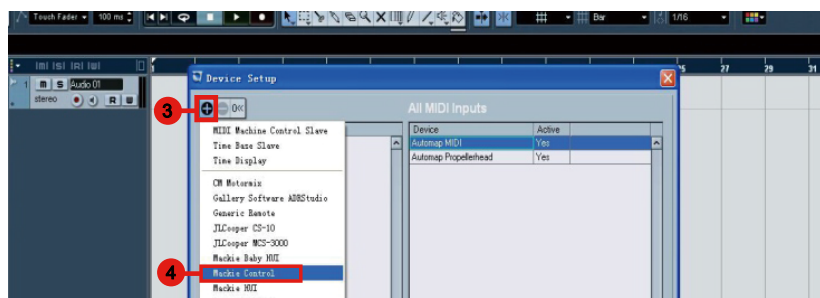 Touch Fader 100 ms Bar 1/16
25 27 29 31
1 m S Audio 01
stereo R W
Device Setup
3
All MIDI Inputs
MIDI Machine Control Slave
Time Base Slave
Time Display
CM Motormix
Gallery Software ADRStudio
Generic Remote
JLCooper CS-10
JLCooper MCS-3000
Mackie Baby HUI
4 Mackie Control
Mackie HUI
Device Active
Automap MIDI Yes
Automap Propellerhead Yes